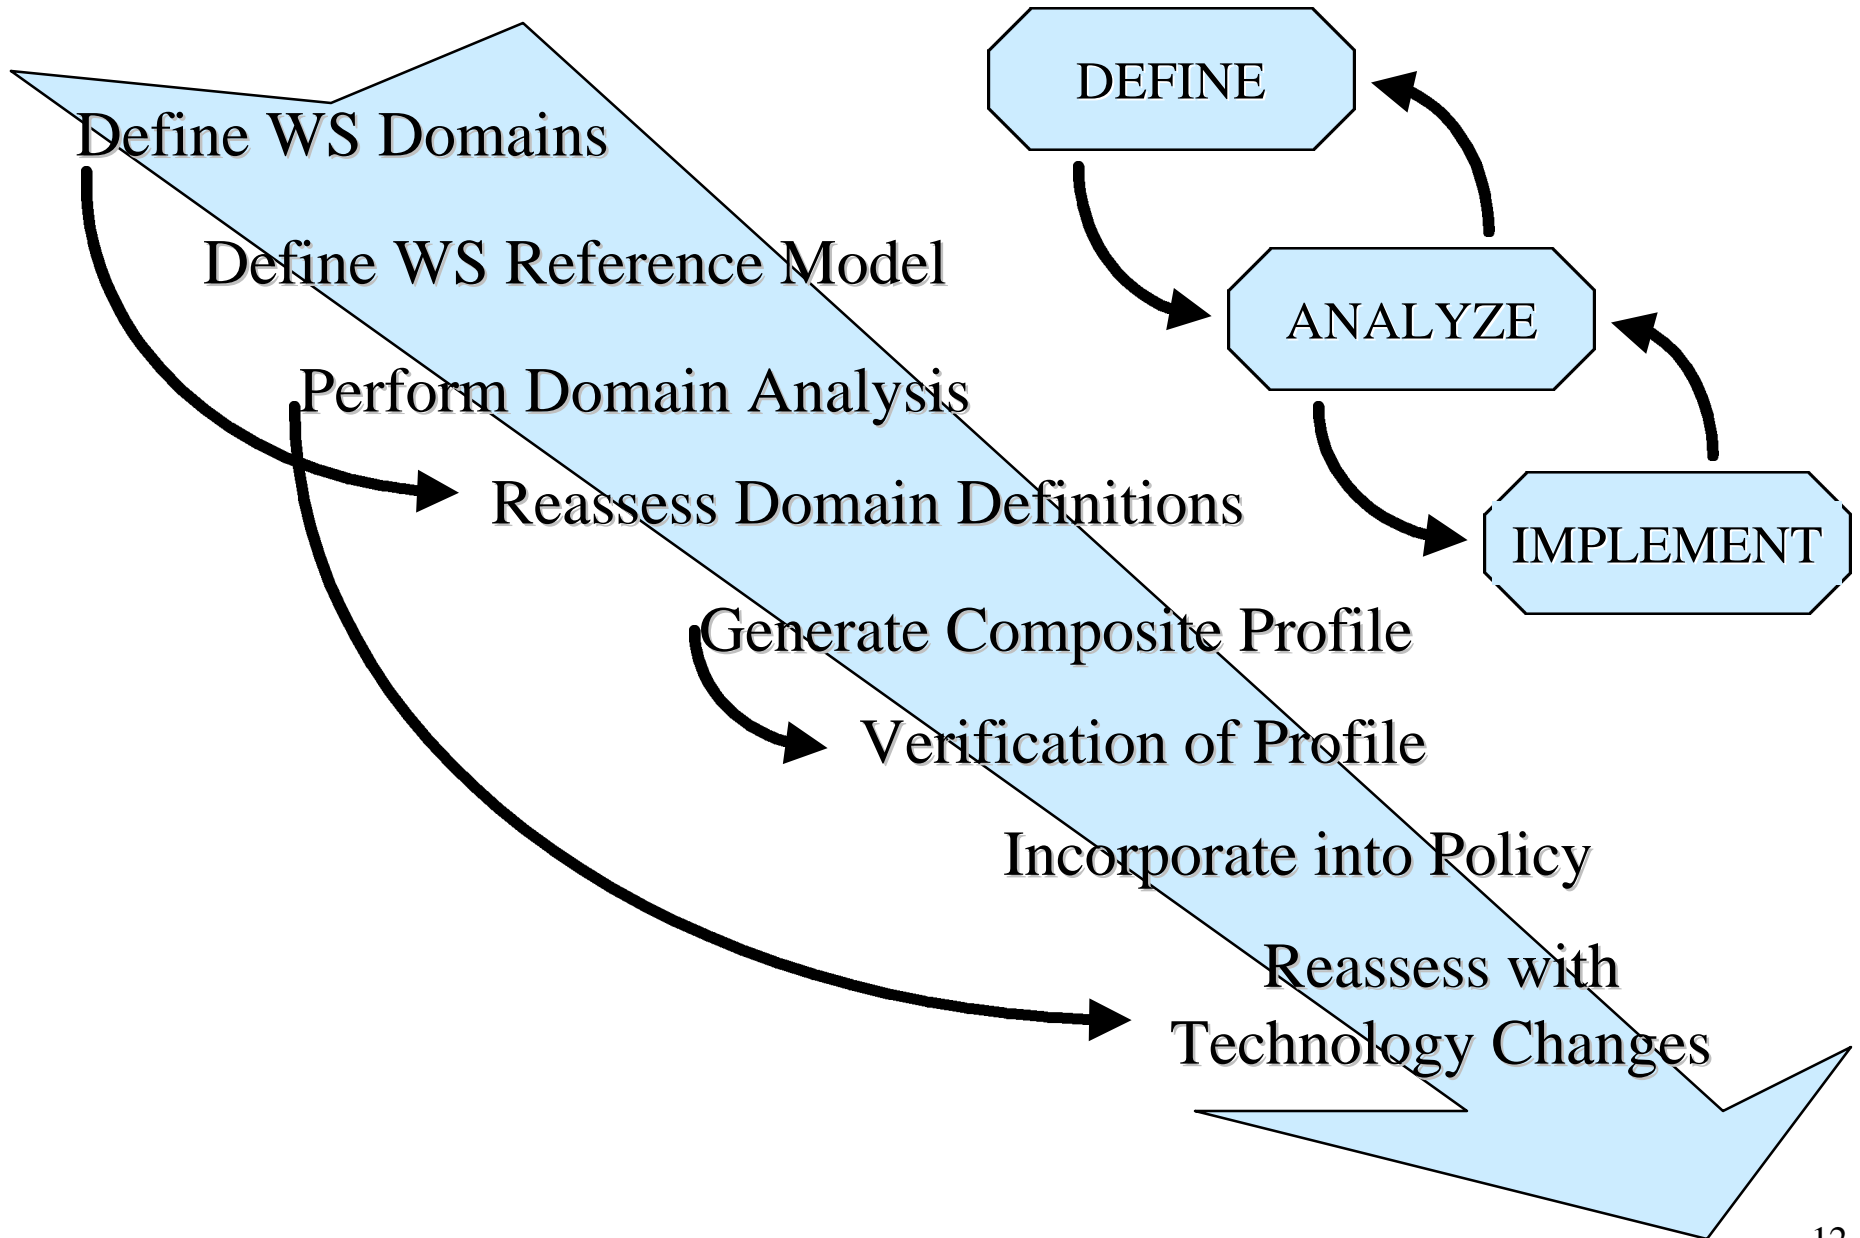 DEFINE
Define WS Domains
Define WS Reference Model
ANALYZE
Perform Domain Analysis
Reassess Domain Definitions
IMPLEMENT
Generate Composite Profile
Verification of Profile
Incorporate into Policy
Reassess with
Technology Changes
12